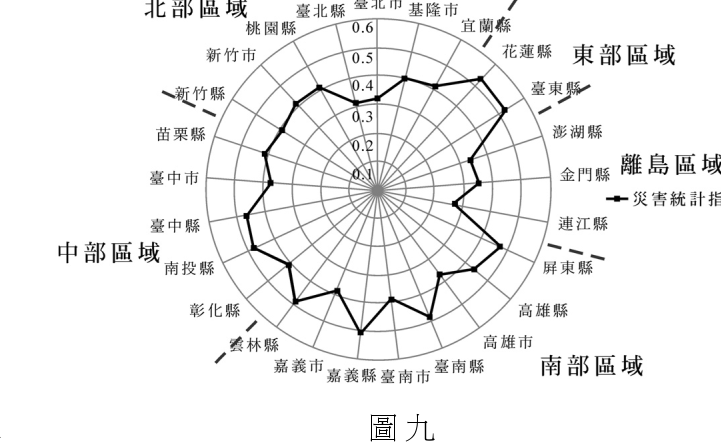 北部區域
臺北縣
臺北市
基隆市
桃園縣
宜蘭縣
新竹市
花蓮縣
東部區域
新竹縣
臺東縣
苗栗縣
澎湖縣
臺中市
金門縣
離島區域
災害統計指
臺中縣
連江縣
中部區域
南投縣
屏東縣
彰化縣
高雄縣
雲林縣
高雄市
嘉義市
嘉義縣
臺南市
臺南縣
南部區域
0.6
0.5
0.4
0.3
0.2
0.1
圖九